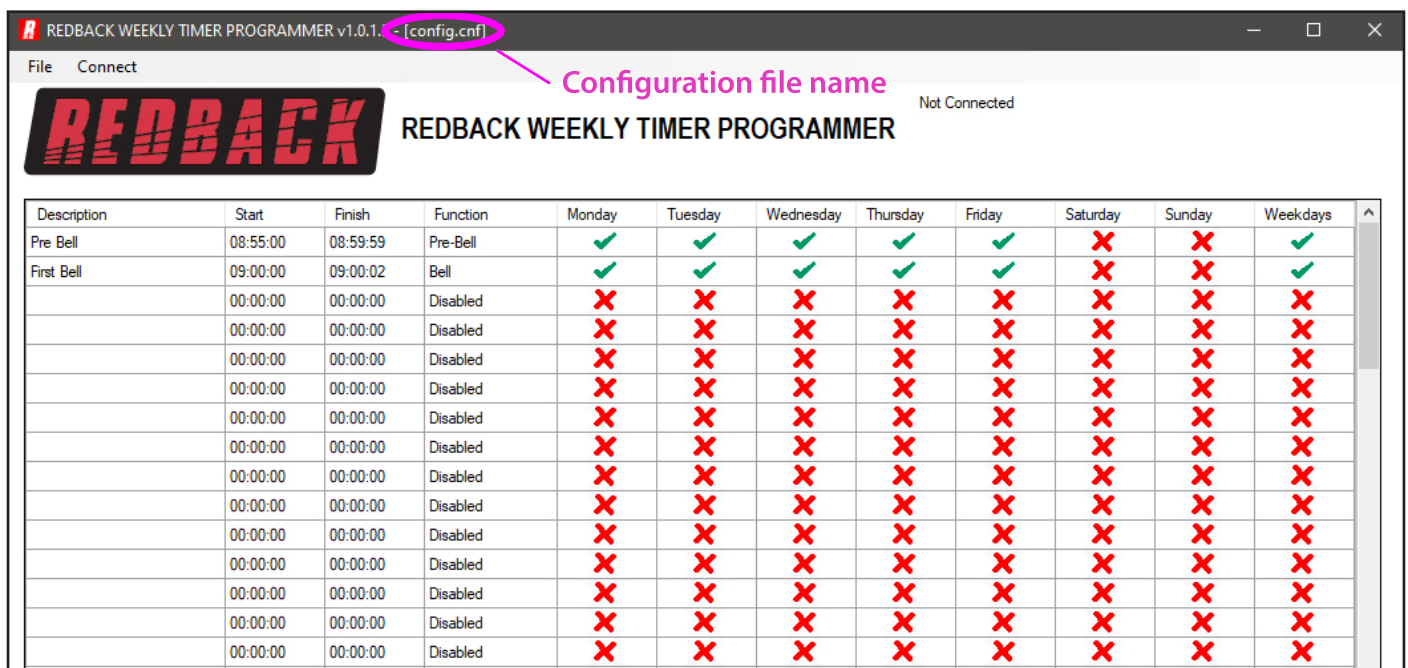 REDBACK WEEKLY TIMER PROGRAMMER v1.0.1. - [config.cnf]
File Connect
Configuration file name
Not Connected
REDBACK
REDBACK WEEKLY TIMER PROGRAMMER
Description Start Finish Function Monday Tuesday Wednesday Thursday Friday Saturday Sunday Weekdays
Pre Bell 08:55:00 08:59:59 Pre-Bell
First Bell 09:00:00 09:00:02 Bell
00:00:00 00:00:00 Disabled
00:00:00 00:00:00 Disabled
00:00:00 00:00:00 Disabled
00:00:00 00:00:00 Disabled
00:00:00 00:00:00 Disabled
00:00:00 00:00:00 Disabled
00:00:00 00:00:00 Disabled
00:00:00 00:00:00 Disabled
00:00:00 00:00:00 Disabled
00:00:00 00:00:00 Disabled
00:00:00 00:00:00 Disabled
00:00:00 00:00:00 Disabled
00:00:00 00:00:00 Disabled